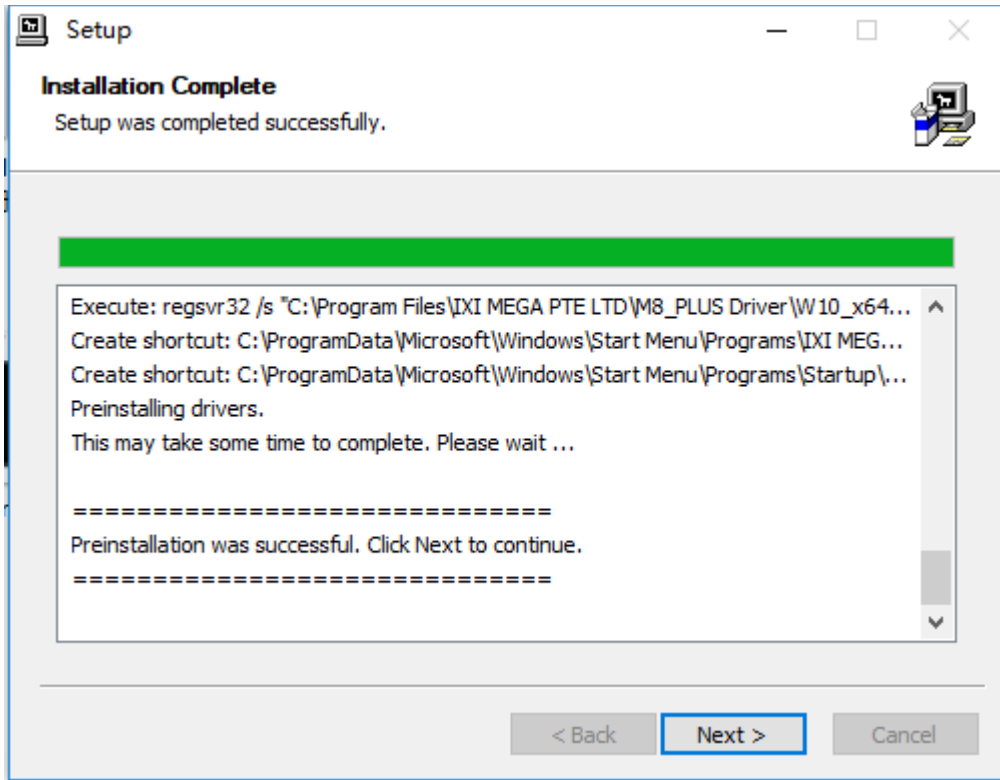 Setup
Installation Complete
Setup was completed successfully.
Execute: regsvr32 /s "C:\Program Files\IXI MEGA PTE LTD\M8_PLUS Driver\W10_x64...
Create shortcut: C:\ProgramData\Microsoft\Windows\Start Menu\Programs\IXI MEG...
Create shortcut: C:\ProgramData\Microsoft\Windows\Start Menu\Programs\Startup\...
Preinstalling drivers.
This may take some time to complete. Please wait ...
==============================
Preinstallation was successful. Click Next to continue.
==============================
< Back
Next >
Cancel